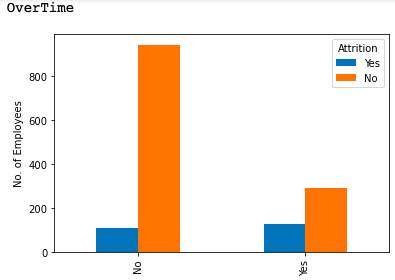 OverTime
Attrition
Yes
No
No. of Employees
800
600
400
200
0
No
Yes